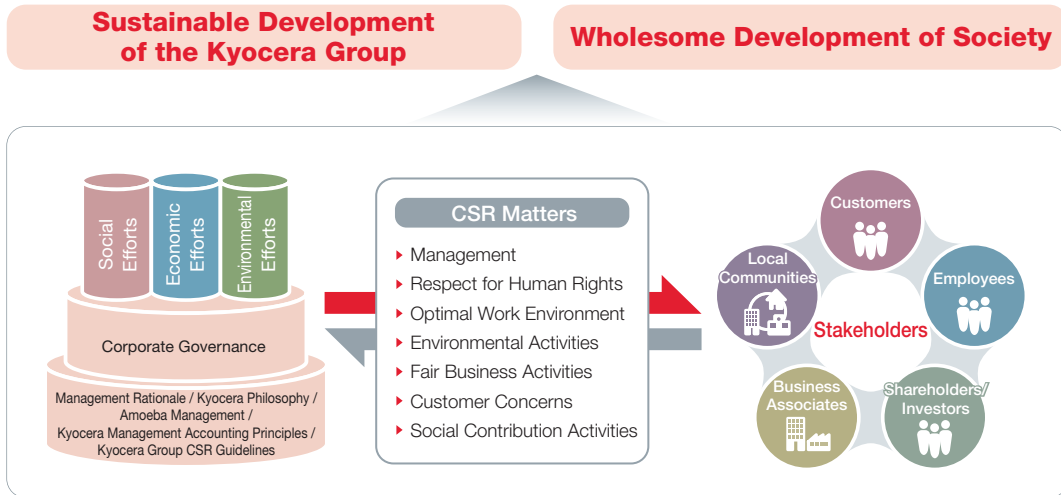 Sustainable Development
of the Kyocera Group
Wholesome Development of Society
Social
Efforts
Economic
Efforts
Environmental
Efforts
Corporate Governance
Management Rationale / Kyocera Philosophy /
Amoeba Management /
Kyocera Management Accounting Principles /
Kyocera Group CSR Guidelines
CSR Matters
Management
Respect for Human Rights
Optimal Work Environment
Environmental Activities
Fair Business Activities
Customer Concerns
Social Contribution Activities
Customers
Local
Communities
Employees
Stakeholders
Business
Associates
Shareholders/
Investors